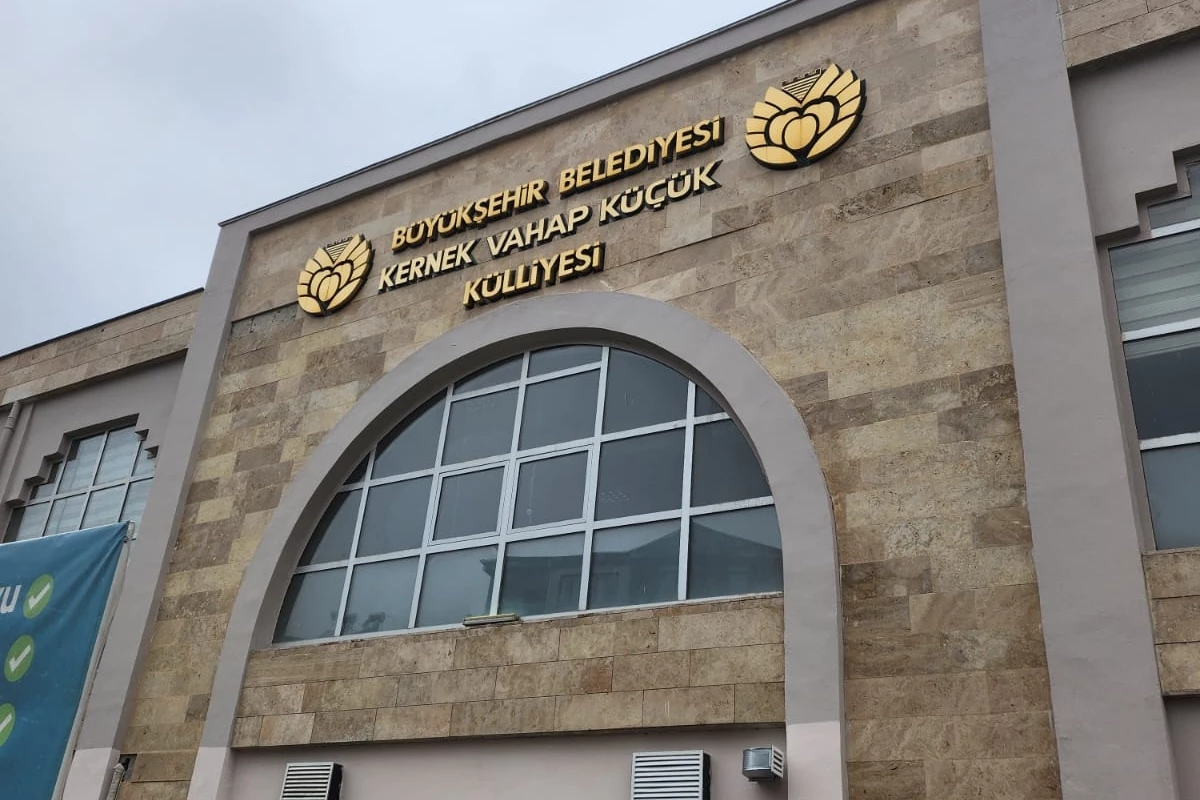 BÜYÜKŞEHİR BELEDİYESİ
KERNEK VAHAP KÜÇÜK
KÜLLİYESİ